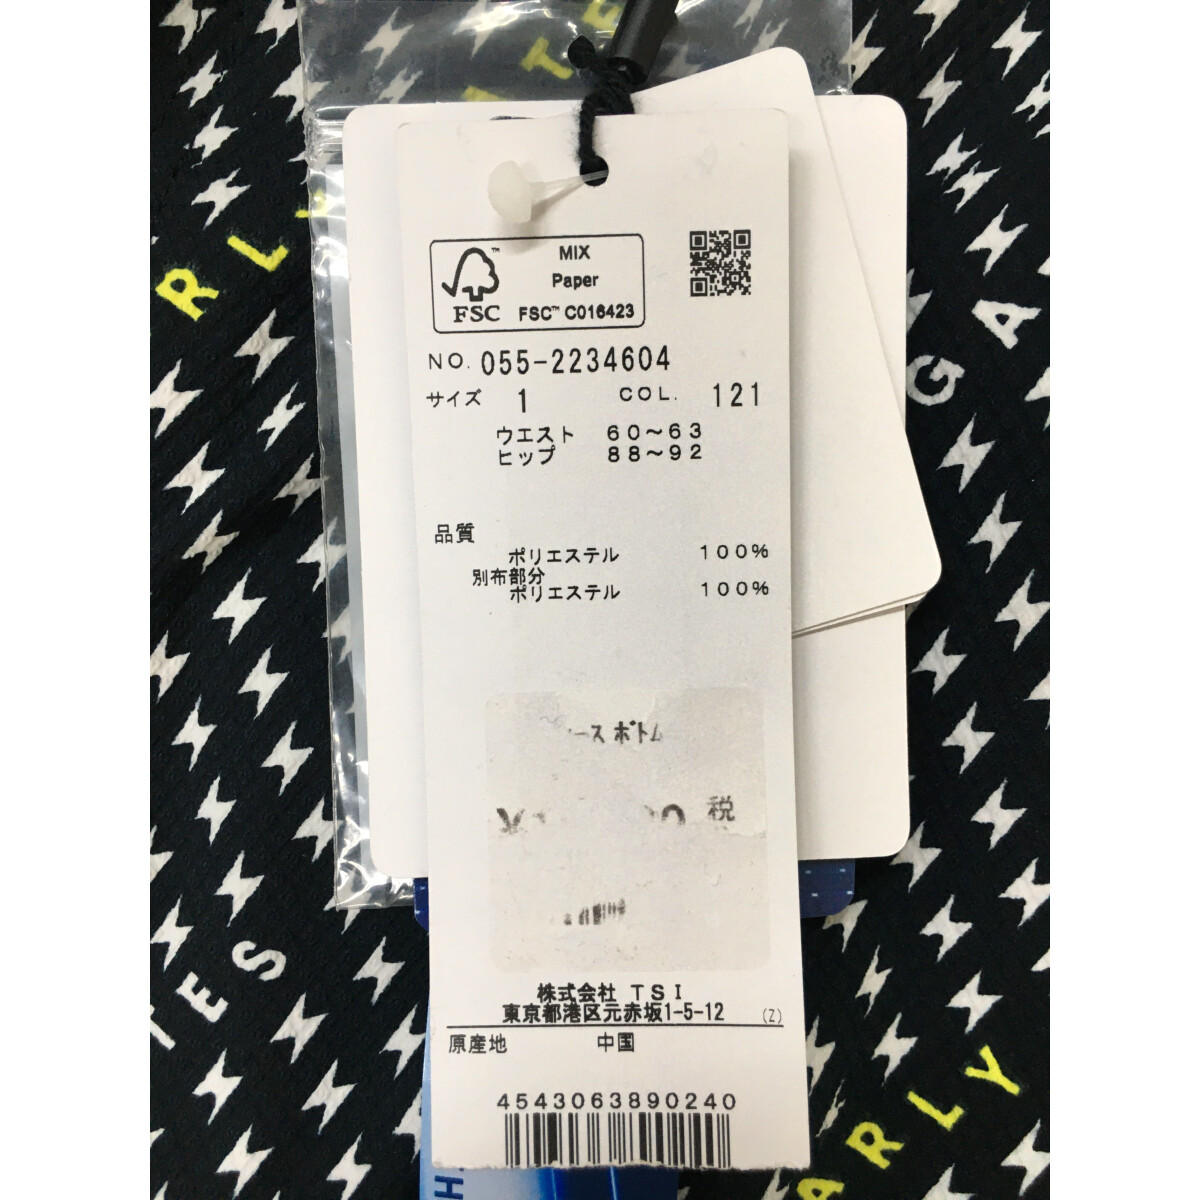 MIX
Paper
FSC™ C016423
FSC
NO. 055-2234604
サイズ 1 COL. 121
ウエスト 60～63
ヒップ 88～92
品質
ポリエステル 100%
別布部分
ポリエステル 100%
ース ボトム
税
株式会社 TSI
東京都港区元赤坂1-5-12 (Z)
原産地 中国
4543063890240
R L
G A
E S
R L Y
A R L Y
H